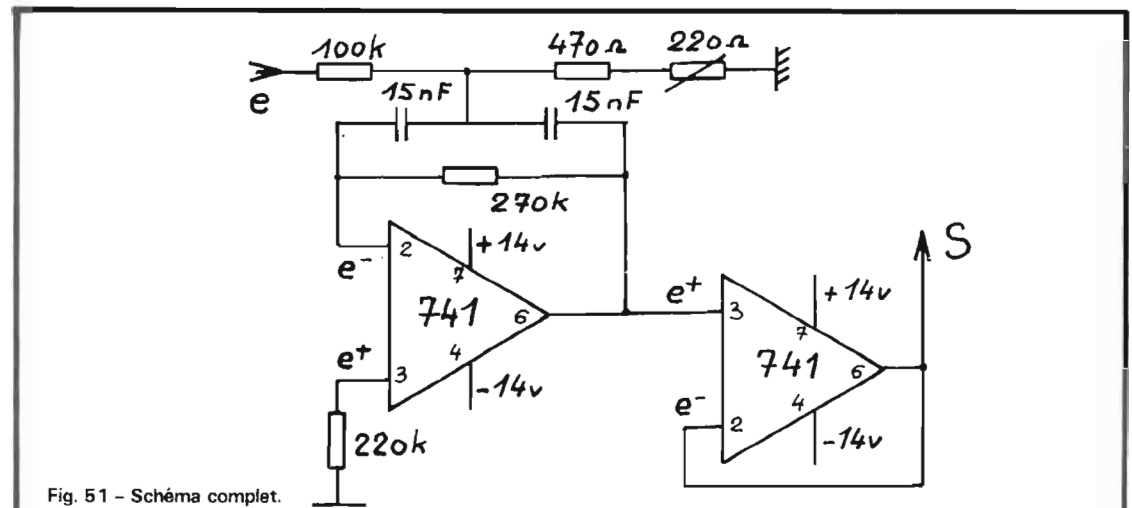 100k 470Ω 220Ω
e 15nF 15nF
270k
e- 2 +14v S
7
741 6 e+ 3 +14v
e+ 4 7
3 -14v 741 6
220k e- 4
2 -14v
Fig. 51 – Schéma complet.